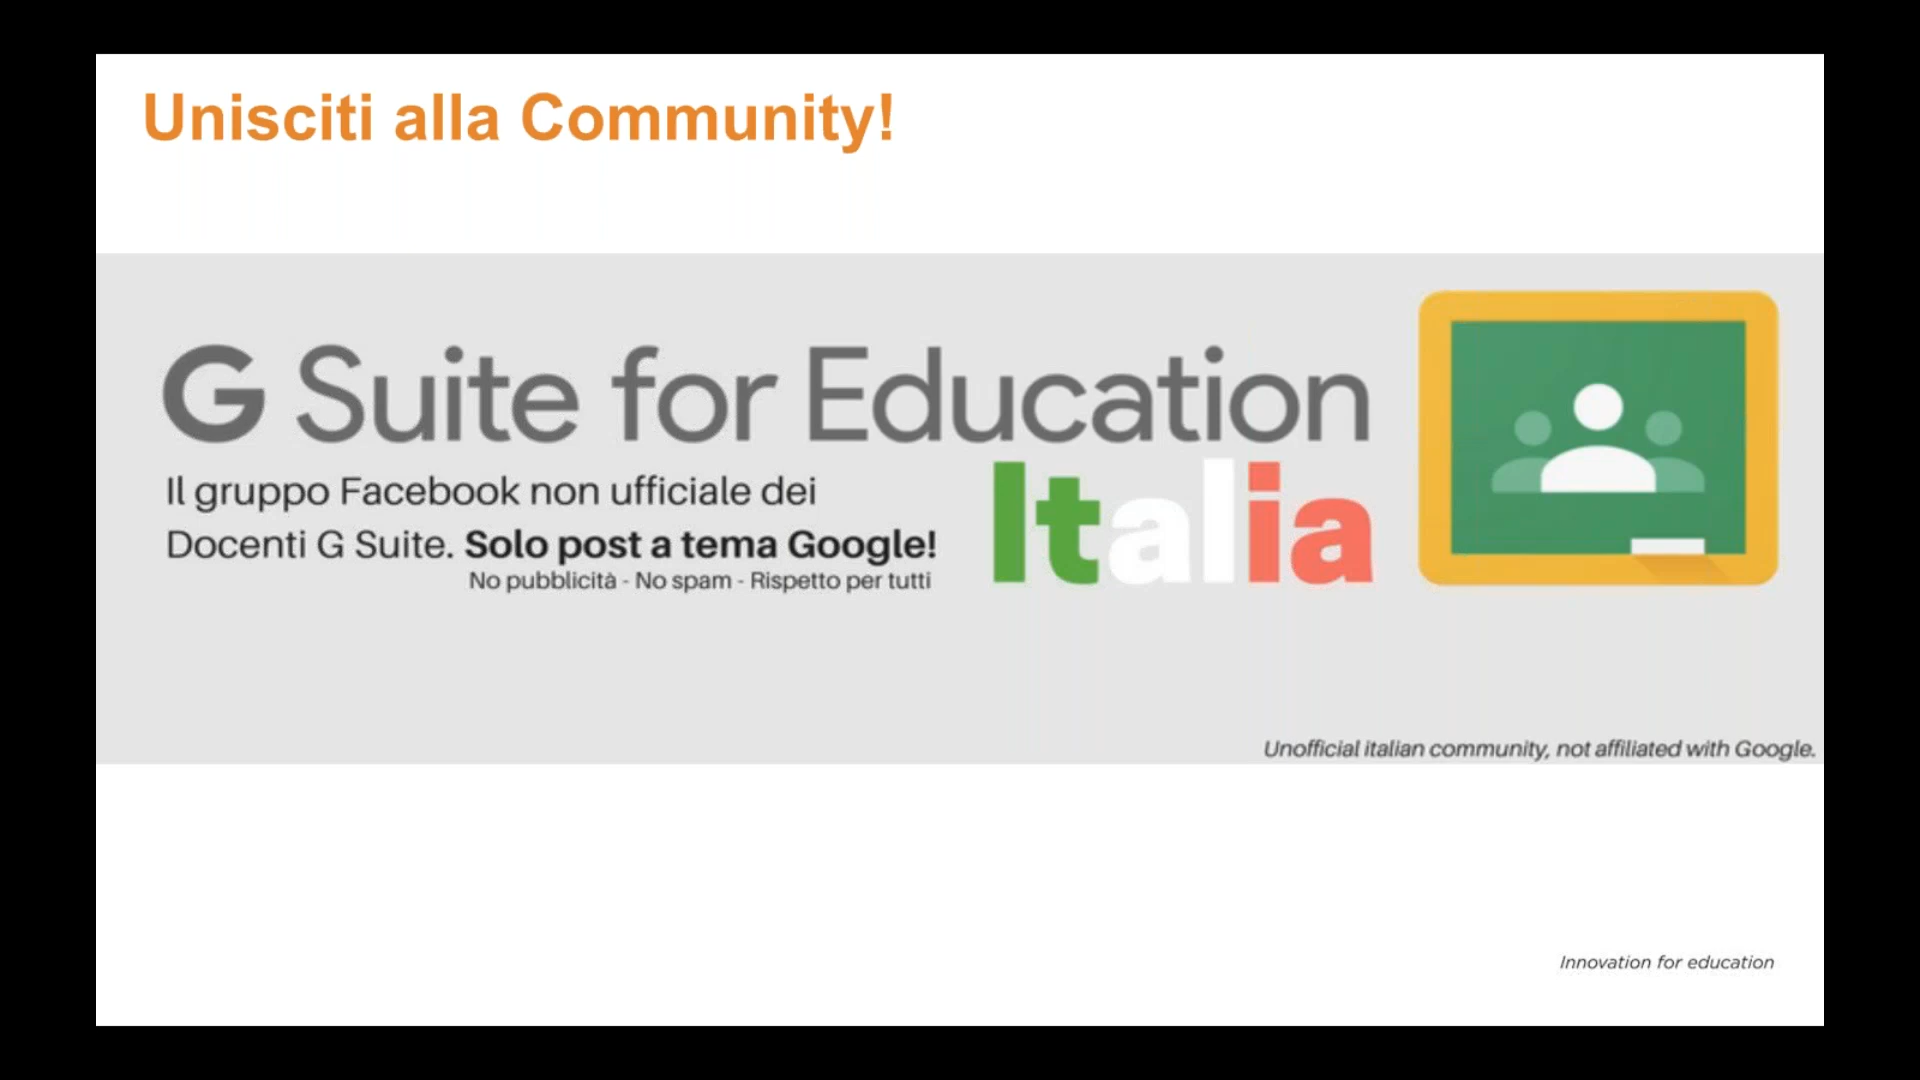 Unisciti alla Community!
G Suite for Education
Italia
Il gruppo Facebook non ufficiale dei
Docenti G Suite. Solo post a tema Google!
No pubblicità - No spam - Rispetto per tutti
Unofficial italian community, not affiliated with Google.
Innovation for education